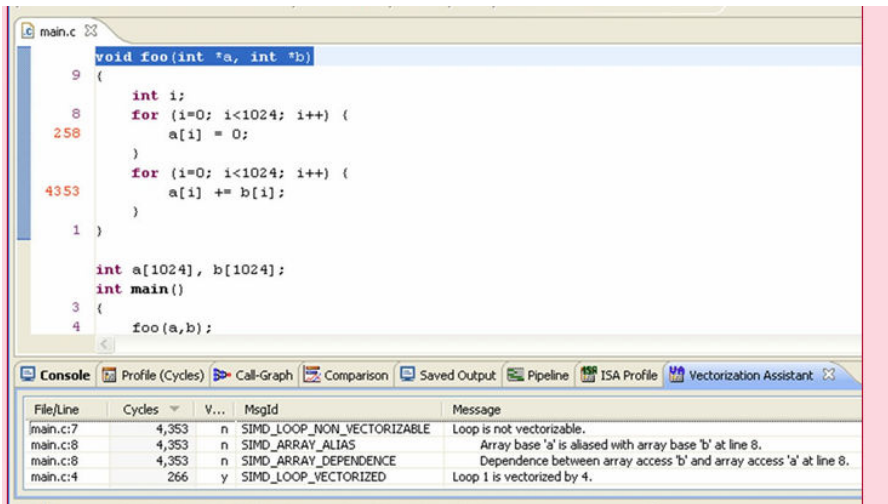 main.c
void foo(int *a, int *b)
9 {
int i;
8 for (i=0; i<1024; i++) {
258 a[i] = 0;
}
for (i=0; i<1024; i++) {
4353 a[i] += b[i];
}
1 }
int a[1024], b[1024];
int main()
3 {
4 foo(a,b);
Console Profile (Cycles) Call-Graph Comparison Saved Output Pipeline ISA Profile Vectorization Assistant
File/Line Cycles V... MsgId Message
main.c:7 4,353 n SIMD_LOOP_NON_VECTORIZABLE Loop is not vectorizable.
main.c:8 4,353 n SIMD_ARRAY_ALIAS Array base 'a' is aliased with array base 'b' at line 8.
main.c:8 4,353 n SIMD_ARRAY_DEPENDENCE Dependence between array access 'b' and array access 'a' at line 8.
main.c:4 266 y SIMD_LOOP_VECTORIZED Loop 1 is vectorized by 4.